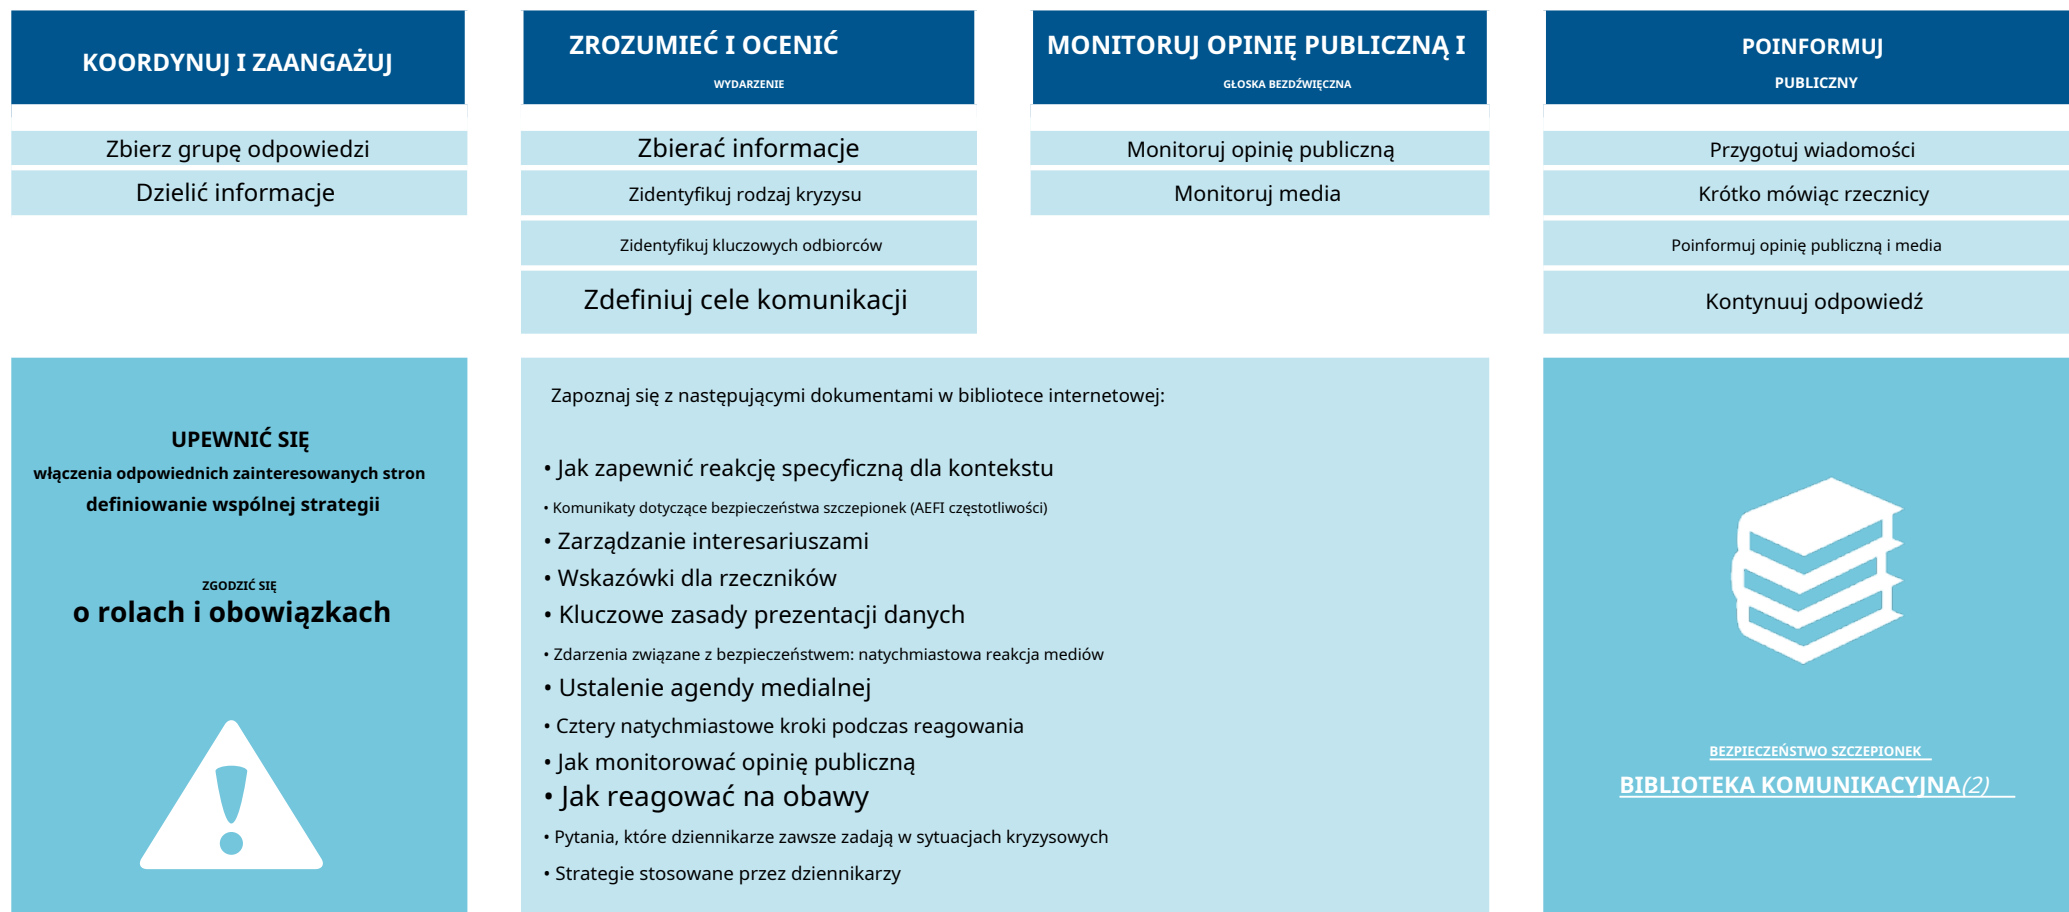 KOORDYNUJ I ZAANGAŻUJ
Zbierz grupę odpowiedzi
Dzielić informacje
ZROZUMIEĆ I OCENIĆ
WYDARZENIE
Zbierać informacje
Zidentyfikuj rodzaj kryzysu
Zidentyfikuj kluczowych odbiorców
Zdefiniuj cele komunikacji
MONITORUJ OPINIĘ PUBLICZNĄ I
GŁOSKA BEZDŹWIĘCZNA
Monitoruj opinię publiczną
Monitoruj media
POINFORMUJ
PUBLICZNY
Przygotuj wiadomości
Krótko mówiąc rzecznicy
Poinformuj opinię publiczną i media
Kontynuuj odpowiedź
UPEWNIĆ SIĘ
włączenia odpowiednich zainteresowanych stron
definiowanie wspólnej strategii
ZGODZIĆ SIĘ
o rolach i obowiązkach
Zapoznaj się z następującymi dokumentami w bibliotece internetowej:
• Jak zapewnić reakcję specyficzną dla kontekstu
• Komunikaty dotyczące bezpieczeństwa szczepionek (AEFI częstotliwości)
• Zarządzanie interesariuszami
• Wskazówki dla rzeczników
• Kluczowe zasady prezentacji danych
• Zdarzenia związane z bezpieczeństwem: natychmiastowa reakcja mediów
• Ustalenie agendy medialnej
• Cztery natychmiastowe kroki podczas reagowania
• Jak monitorować opinię publiczną
• Jak reagować na obawy
• Pytania, które dziennikarze zawsze zadają w sytuacjach kryzysowych
• Strategie stosowane przez dziennikarzy
BEZPIECZEŃSTWO SZCZEPIONEK
BIBLIOTEKA KOMUNIKACYJNA(2)